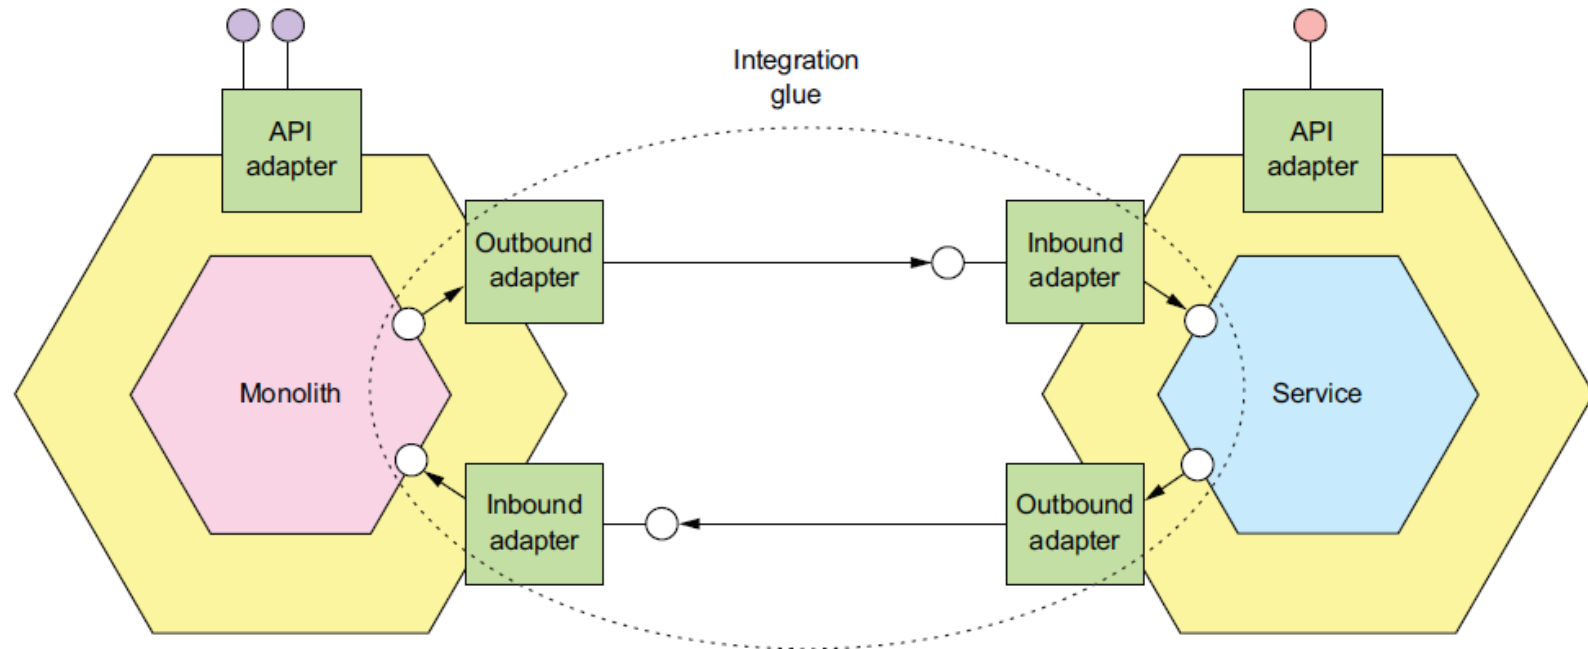 Integration
glue
API
adapter
API
adapter
Outbound
adapter
Inbound
adapter
Monolith
Service
Inbound
adapter
Outbound
adapter